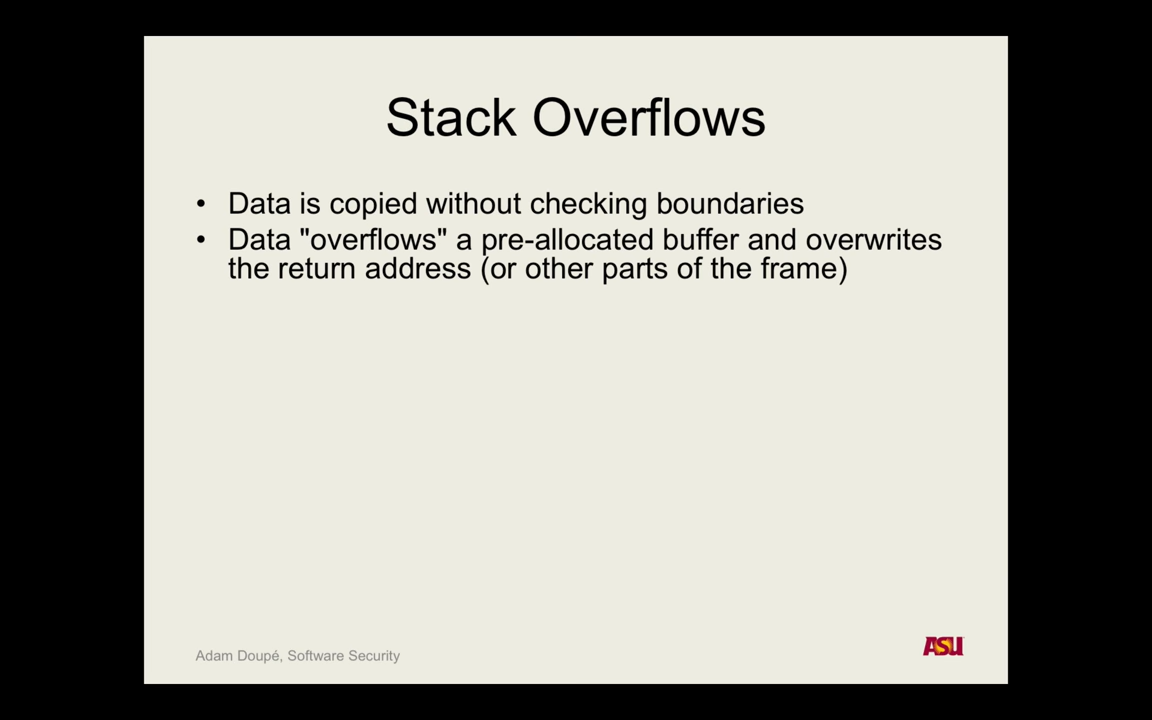 Stack Overflows
• Data is copied without checking boundaries
• Data "overflows" a pre-allocated buffer and overwrites
the return address (or other parts of the frame)
Adam Doupé, Software Security
ASU